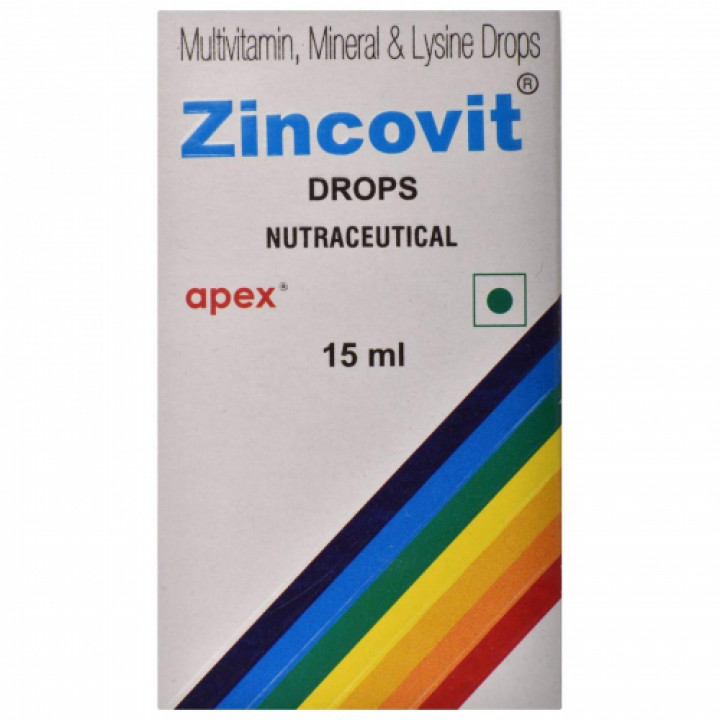 Multivitamin, Mineral & Lysine Drops
Zincovit®
DROPS
NUTRACEUTICAL
apex®
15 ml